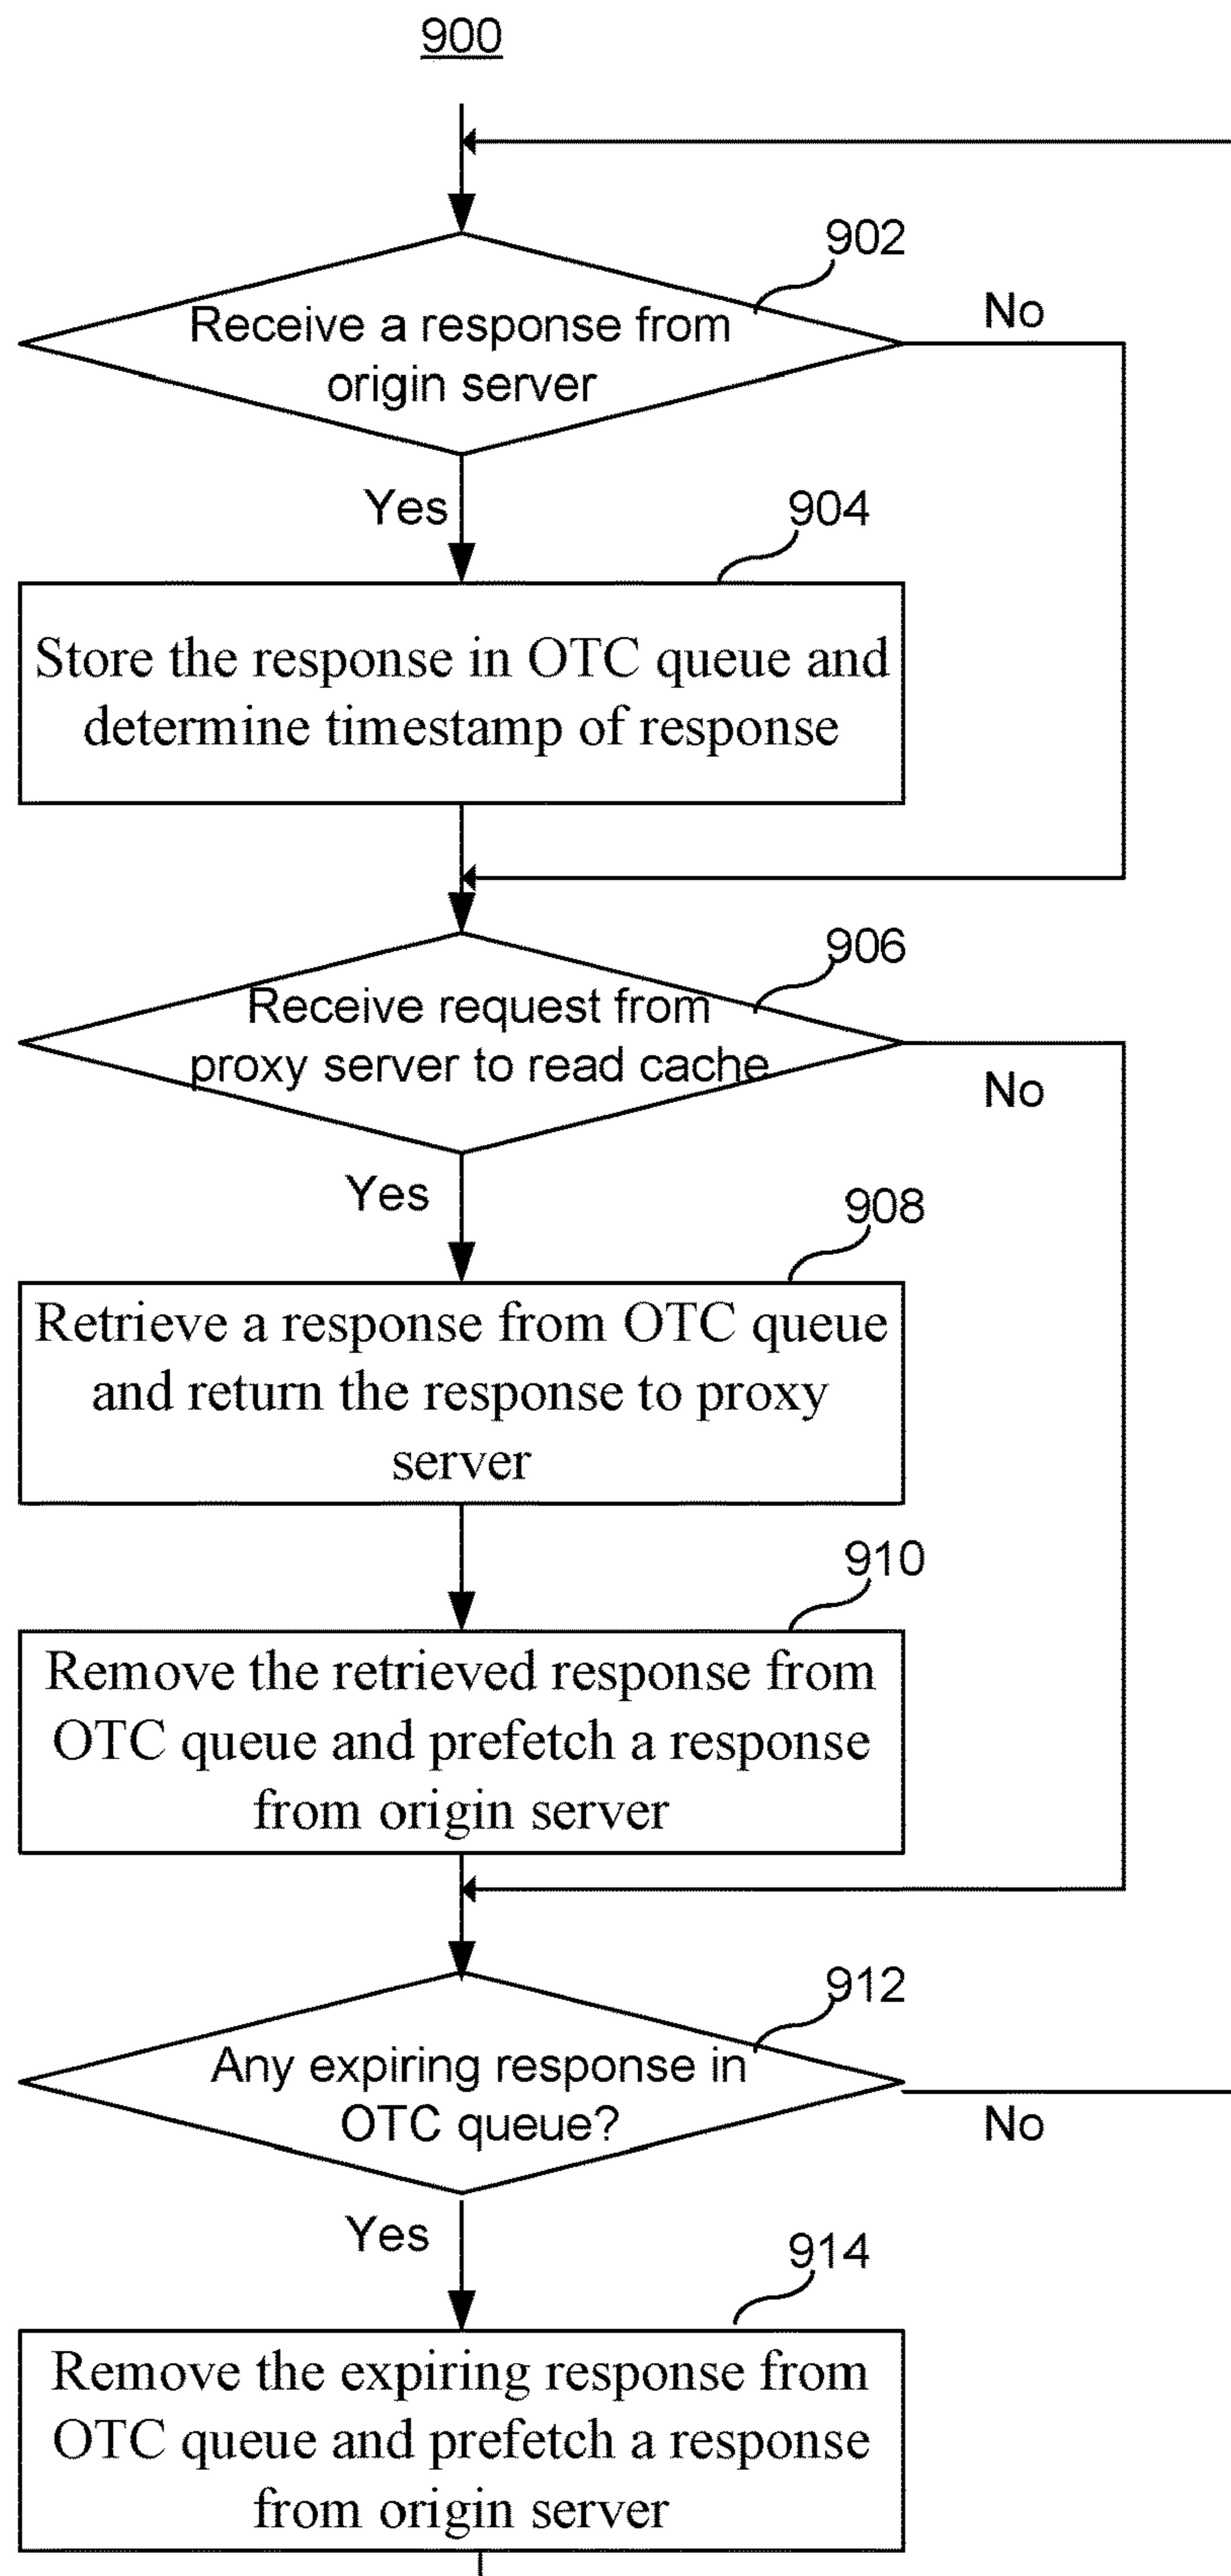 900
902
Receive a response from
origin server
No
Yes
904
Store the response in OTC queue and
determine timestamp of response
906
Receive request from
proxy server to read cache
No
Yes
908
Retrieve a response from OTC queue
and return the response to proxy
server
910
Remove the retrieved response from
OTC queue and prefetch a response
from origin server
912
Any expiring response in
OTC queue?
No
Yes
914
Remove the expiring response from
OTC queue and prefetch a response
from origin server